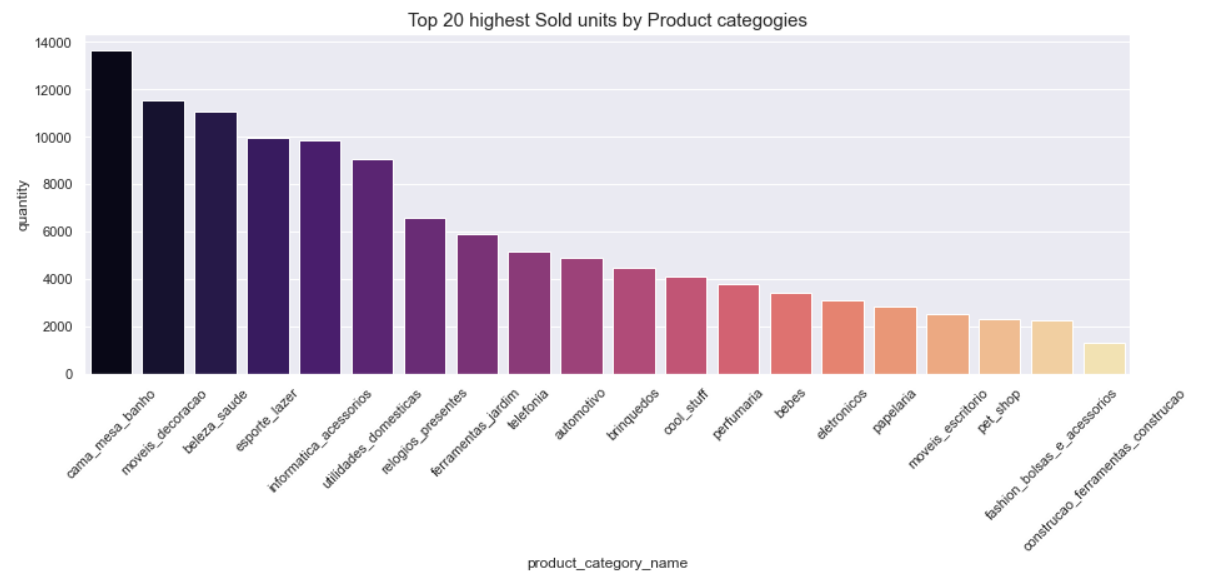 Top 20 highest Sold units by Product categogies
14000
12000
10000
8000
6000
4000
2000
0
quantity
cama_mesa_banho
moveis_decoracao
beleza_saude
esporte_lazer
informatica_acessorios
utilidades_domesticas
relogios_presentes
ferramentas_jardim
telefonia
automotivo
brinquedos
cool_stuff
perfumaria
bebes
eletronicos
papelaria
moveis_escritorio
pet_shop
fashion_bolsas_e_acessorios
construcao_ferramentas_construcao
product_category_name